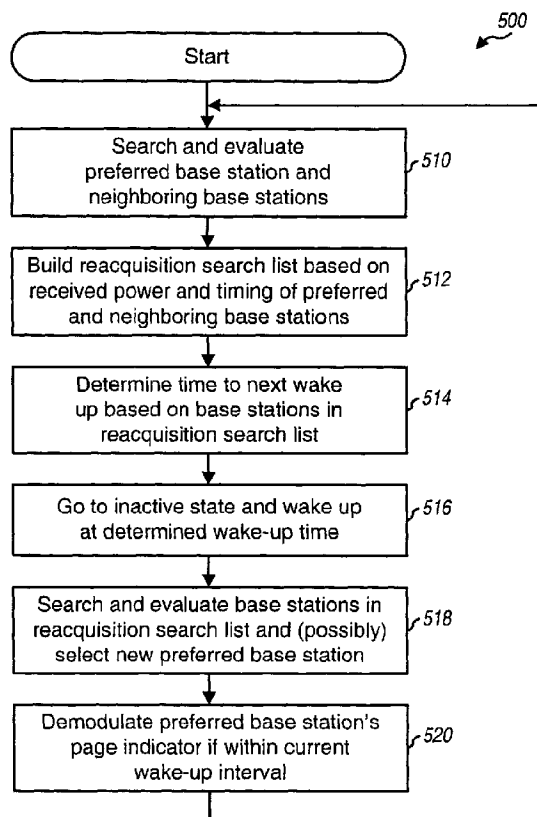 500
Start
Search and evaluate
preferred base station and
neighboring base stations
510
Build reacquisition search list based on
received power and timing of preferred
and neighboring base stations
512
Determine time to next wake
up based on base stations in
reacquisition search list
514
Go to inactive state and wake up
at determined wake-up time
516
Search and evaluate base stations in
reacquisition search list and (possibly)
select new preferred base station
518
Demodulate preferred base station's
page indicator if within current
wake-up interval
520